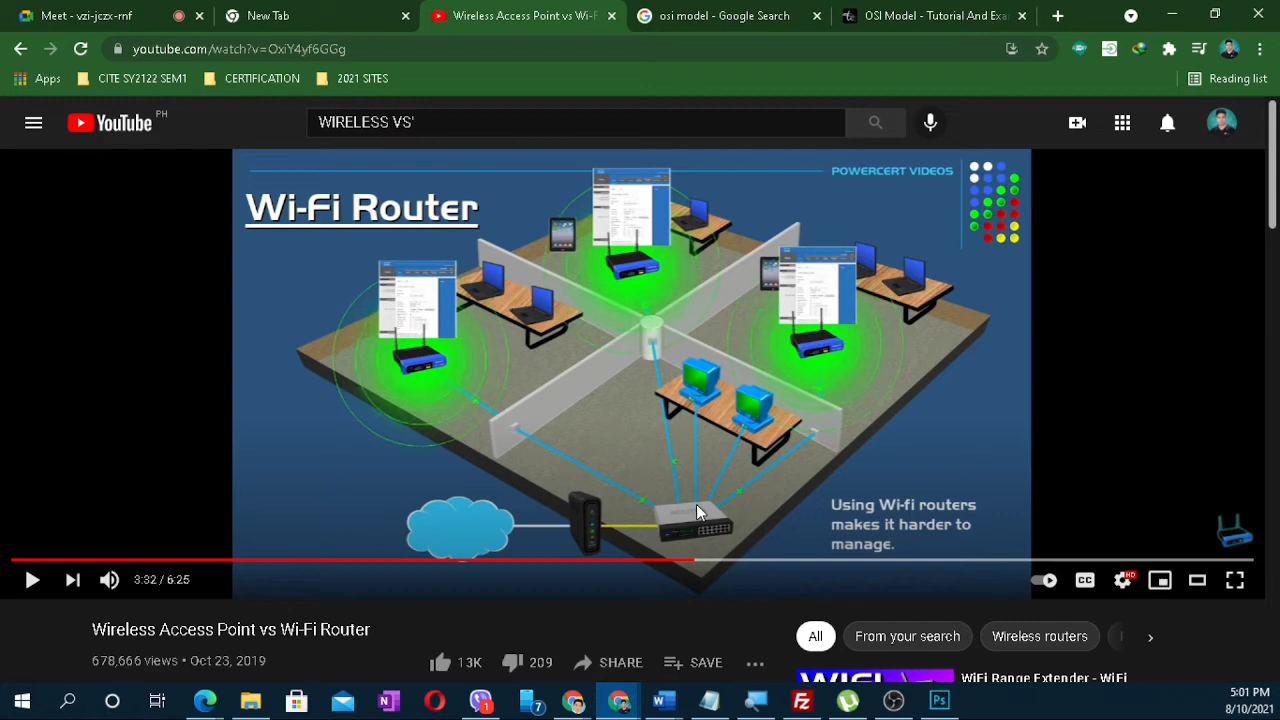 Meet - vzi-jczx-rnf
New Tab
Wireless Access Point vs Wi-F
osi model - Google Search
OSI Model - Tutorial And Exa
youtube.com/watch?v=OxiY4yf6GGg
Apps
CITE SY2122 SEM1
CERTIFICATION
2021 SITES
Reading list
YouTube PH
WIRELESS VS'
Wi-Fi Router
POWERCERT VIDEOS
Using Wi-fi routers
makes it harder to
manage.
3:32 / 6:25
CC
HD
Wireless Access Point vs Wi-Fi Router
678,666 views • Oct 23, 2019
13K
209
SHARE
SAVE
All
From your search
Wireless routers
WiFi Range Extender - WiFi
5:01 PM
8/10/2021